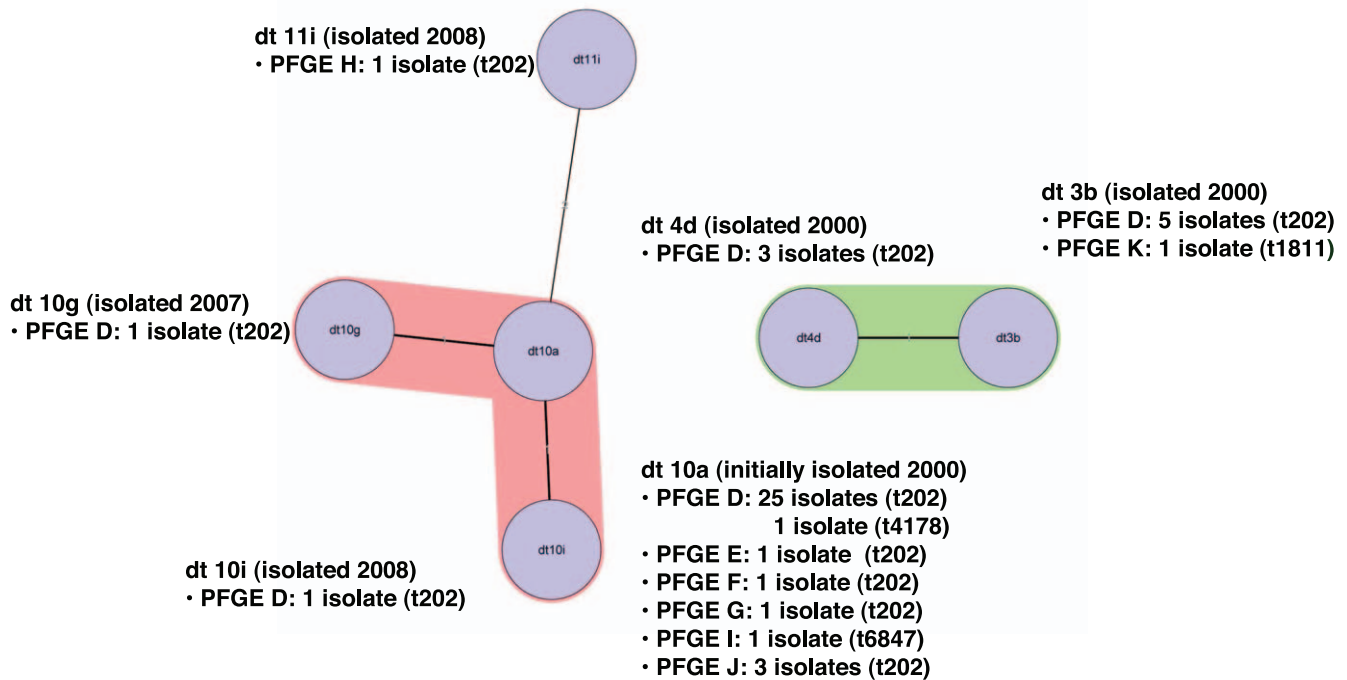 dt 11i (isolated 2008)
• PFGE H: 1 isolate (t202)
dt11i
dt 3b (isolated 2000)
• PFGE D: 5 isolates (t202)
• PFGE K: 1 isolate (t1811)
dt 4d (isolated 2000)
• PFGE D: 3 isolates (t202)
dt 10g (isolated 2007)
• PFGE D: 1 isolate (t202)
dt10g
dt10a
dt4d
dt3b
dt 10a (initially isolated 2000)
• PFGE D: 25 isolates (t202)
1 isolate (t4178)
• PFGE E: 1 isolate (t202)
• PFGE F: 1 isolate (t202)
• PFGE G: 1 isolate (t202)
• PFGE I: 1 isolate (t6847)
• PFGE J: 3 isolates (t202)
dt10i
dt 10i (isolated 2008)
• PFGE D: 1 isolate (t202)